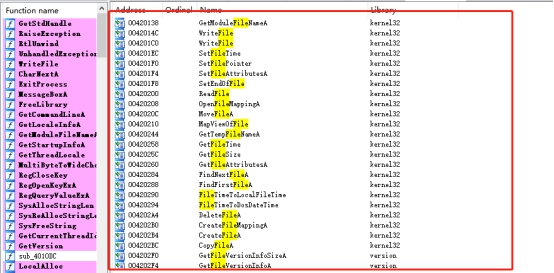 Function name
GetStdHandle
RaiseException
RtlUnwind
UnhandledException
WriteFile
CharNextA
ExitProcess
MessageBoxA
FreeLibrary
GetCommandLineA
GetLocaleInfoA
GetModuleFileNameA
GetStartupInfoA
GetThreadLocale
MultiByteToWideCha
RegCloseKey
RegOpenKeyExA
RegQueryValueExA
SysAllocStringLen
SysReAllocStringLen
SysFreeString
GetCurrentThreadId
GetVersion
sub_4010DC
LocalAlloc
Address Ordinal Name Library
00420138 GetModuleFileNameA kernel32
0042014C WriteFile kernel32
004201C0 WriteFile kernel32
004201EC SetFileTime kernel32
004201F0 SetFilePointer kernel32
004201F4 SetFileAttributesA kernel32
004201F8 SetEndOfFile kernel32
00420200 ReadFile kernel32
00420208 OpenFileMappingA kernel32
0042020C MoveFileA kernel32
00420210 MapViewOfFile kernel32
00420244 GetTempFileNameA kernel32
00420258 GetFileTime kernel32
0042025C GetFileSize kernel32
00420260 GetFileAttributesA kernel32
00420284 FindNextFileA kernel32
00420288 FindFirstFileA kernel32
00420290 FileTimeToLocalFileTime kernel32
00420294 FileTimeToDosDateTime kernel32
004202A4 DeleteFileA kernel32
004202B0 CreateFileMappingA kernel32
004202B4 CreateFileA kernel32
004202BC CopyFileA kernel32
004202F0 GetFileVersionInfoSizeA version
004202F4 GetFileVersionInfoA version